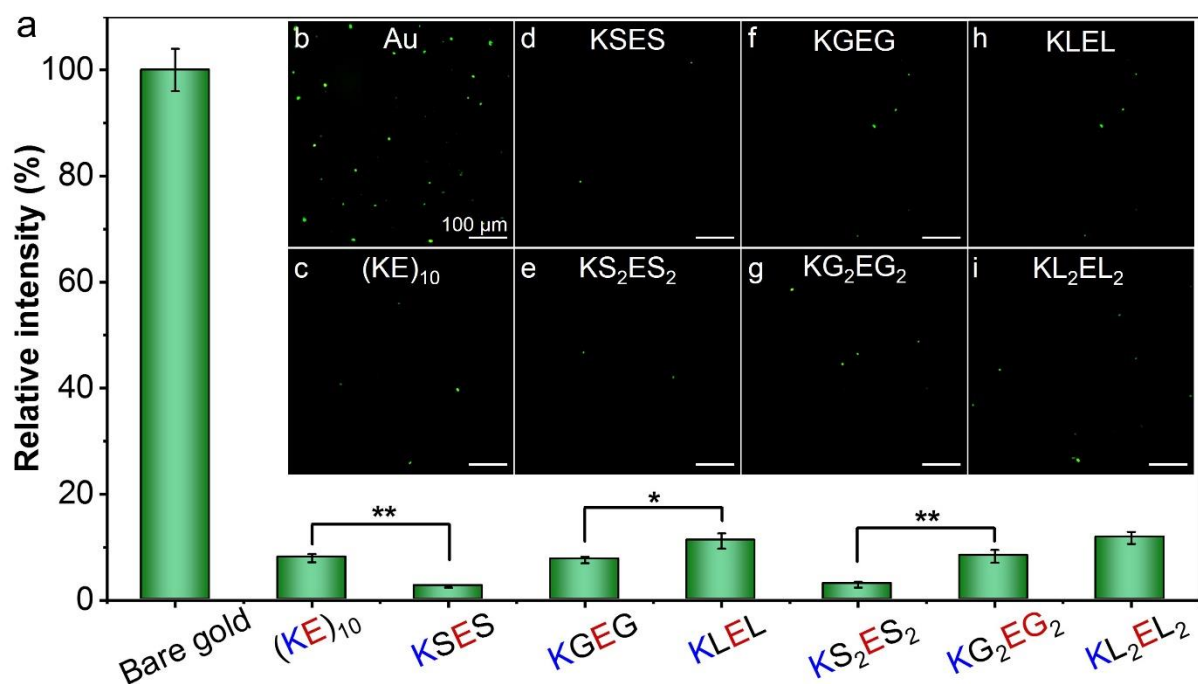 a
Relative intensity (%)
100
80
60
40
20
0
b Au
100 µm
d KSES
f KGEG
h KLEL
c (KE)₁₀
e KS₂ES₂
g KG₂EG₂
i KL₂EL₂
** * **
Bare gold
(KE)₁₀
KSES
KGEG
KLEL
KS₂ES₂
KG₂EG₂
KL₂EL₂